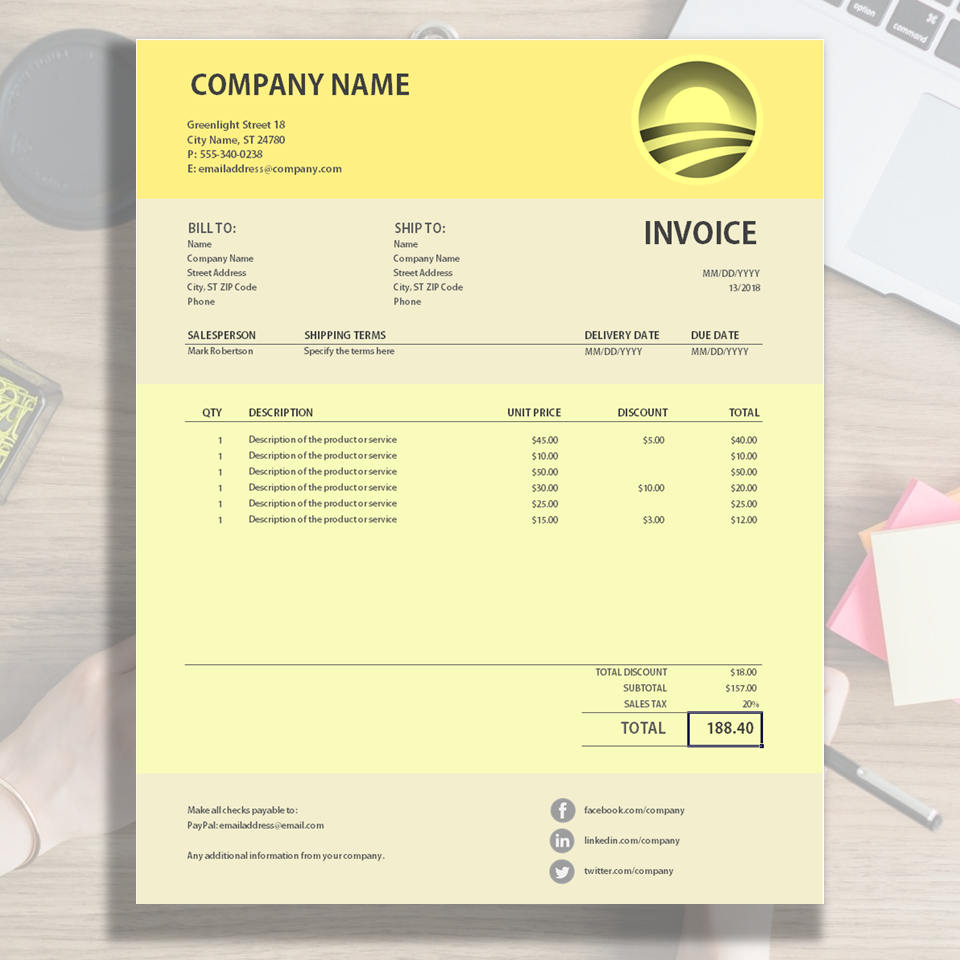 option
command
COMPANY NAME
Greenlight Street 18
City Name, ST 24780
P: 555-340-0238
E: emailaddress@company.com
BILL TO:
Name
Company Name
Street Address
City, ST ZIP Code
Phone
SHIP TO:
Name
Company Name
Street Address
City, ST ZIP Code
Phone
INVOICE
MM/DD/YYYY
13/2018
SALESPERSON SHIPPING TERMS DELIVERY DATE DUE DATE
Mark Robertson Specify the terms here MM/DD/YYYY MM/DD/YYYY
QTY DESCRIPTION UNIT PRICE DISCOUNT TOTAL
1 Description of the product or service $45.00 $5.00 $40.00
1 Description of the product or service $10.00 $10.00
1 Description of the product or service $50.00 $50.00
1 Description of the product or service $30.00 $10.00 $20.00
1 Description of the product or service $25.00 $25.00
1 Description of the product or service $15.00 $3.00 $12.00
TOTAL DISCOUNT $18.00
SUBTOTAL $157.00
SALES TAX 20%
TOTAL 188.40
Make all checks payable to:
PayPal: emailaddress@email.com
Any additional information from your company.
f facebook.com/company
in linkedin.com/company
twitter.com/company